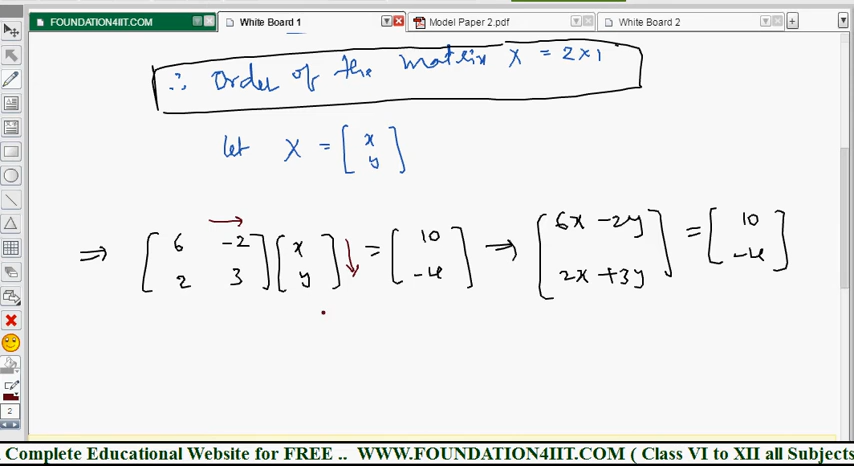 FOUNDATION4IIT.COM White Board 1 Model Paper 2.pdf White Board 2
∴ Order of the matrix X = 2×1
let X = [x
y]
⇒ [6 -2 [x = [10 ⇒ [6x -2y = [10
2 3] y] -4] 2x +3y] -4]
2
Complete Educational Website for FREE .. WWW.FOUNDATION4IIT.COM ( Class VI to XII all Subjects